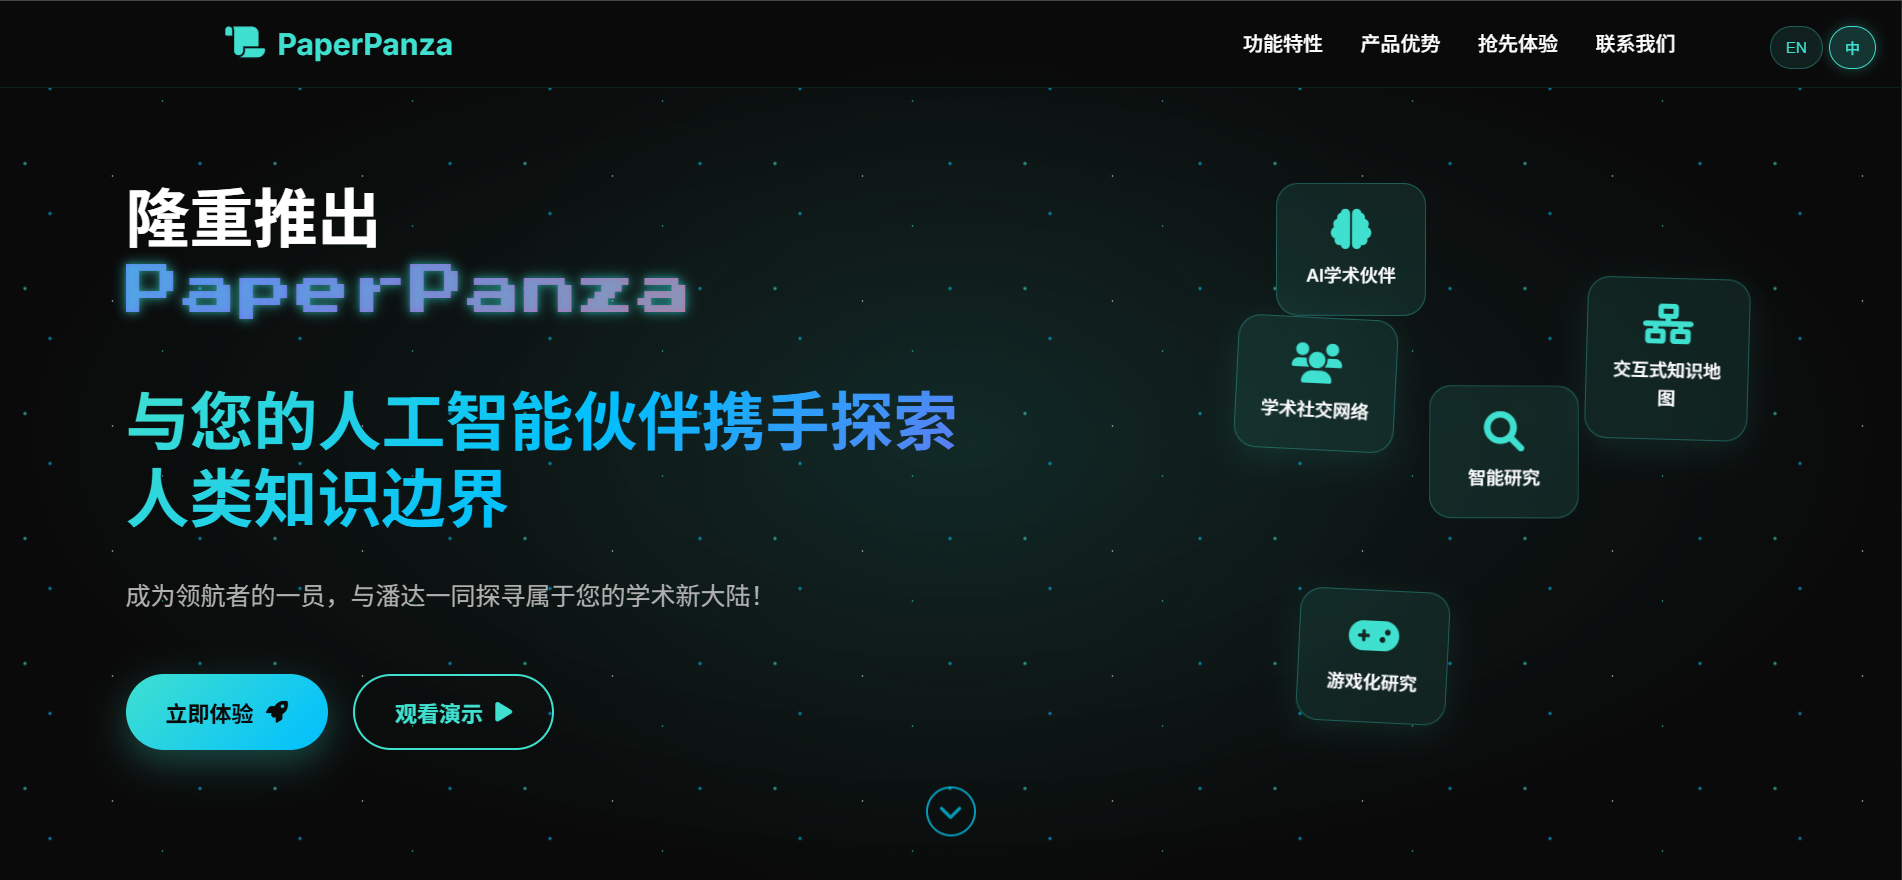 PaperPanza
功能特性
产品优势
抢先体验
联系我们
EN
中
隆重推出
PaperPanza
与您的人工智能伙伴携手探索
人类知识边界
成为领航者的一员，与潘达一同探寻属于您的学术新大陆！
立即体验
观看演示
AI学术伙伴
学术社交网络
交互式知识地
图
智能研究
游戏化研究